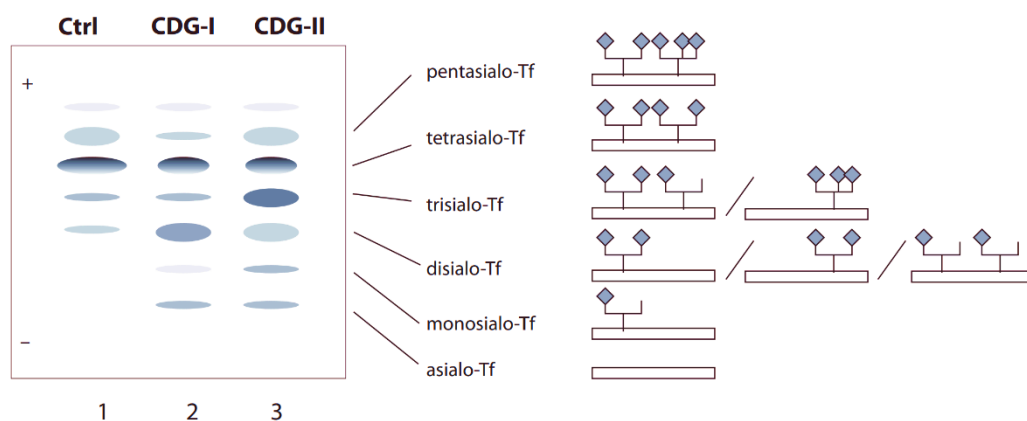 Ctrl CDG-I CDG-II
+
pentasialo-Tf
tetrasialo-Tf
trisialo-Tf
disialo-Tf
monosialo-Tf
–
asialo-Tf
1 2 3